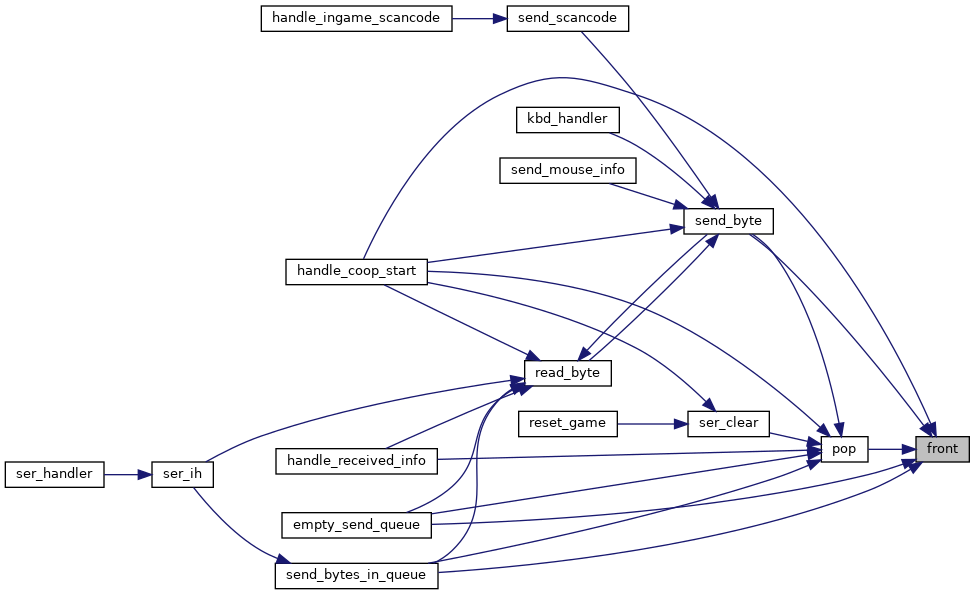 handle_ingame_scancode
send_scancode
kbd_handler
send_mouse_info
send_byte
handle_coop_start
read_byte
reset_game
ser_clear
pop
front
handle_received_info
ser_handler
ser_ih
empty_send_queue
send_bytes_in_queue